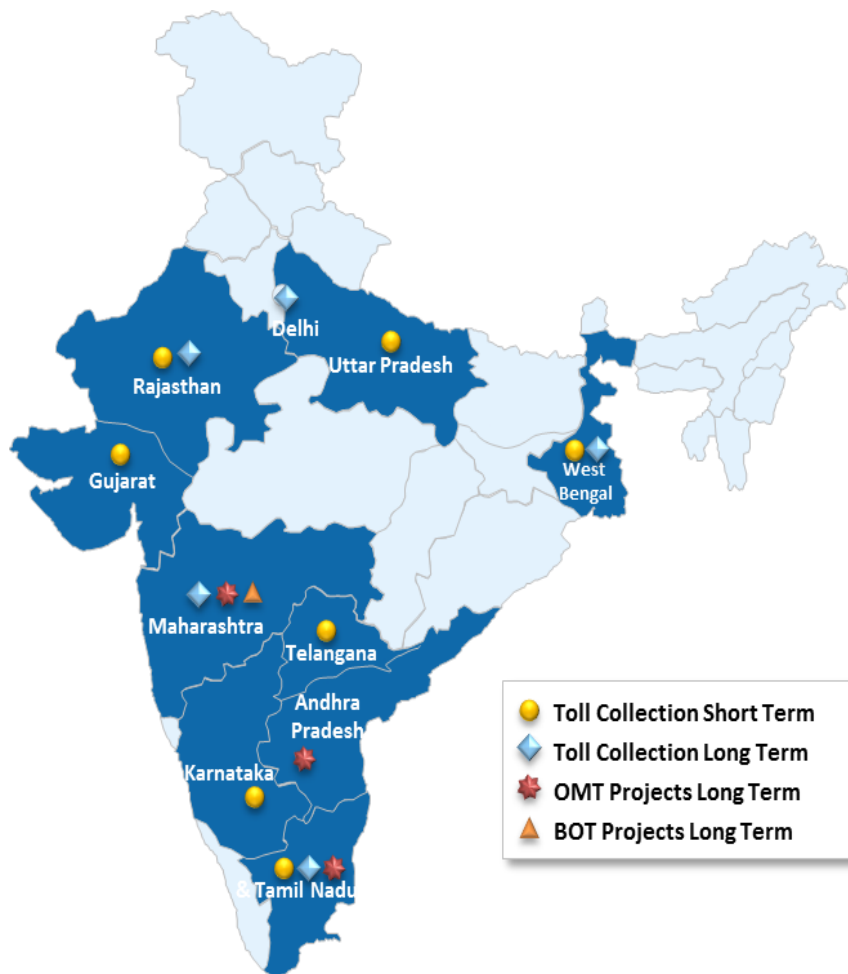 Delhi
Uttar Pradesh
Rajasthan
Gujarat
West
Bengal
Maharashtra
Telangana
Andhra
Pradesh
Karnataka
& Tamil Nadu
Toll Collection Short Term
Toll Collection Long Term
OMT Projects Long Term
BOT Projects Long Term